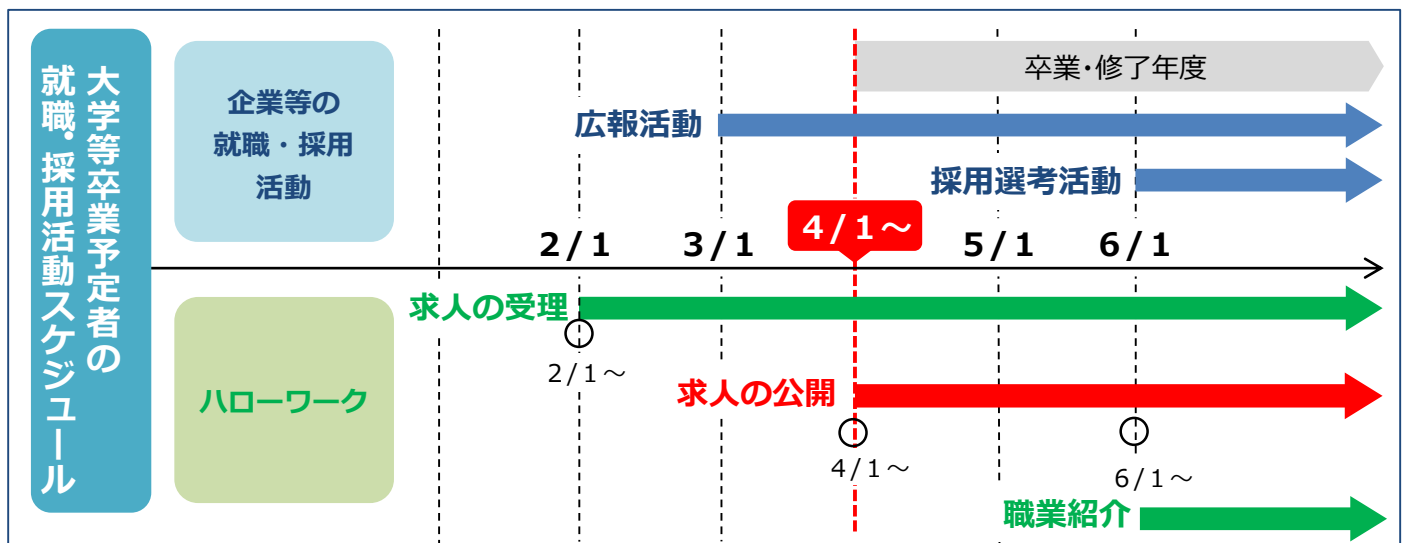 大学等卒業予定者の
就職・採用活動スケジュール
企業等の
就職・採用
活動
卒業・修了年度
広報活動
採用選考活動
2/1
3/1
4/1～
5/1
6/1
ハローワーク
求人の受理
2/1～
求人の公開
4/1～
6/1～
職業紹介